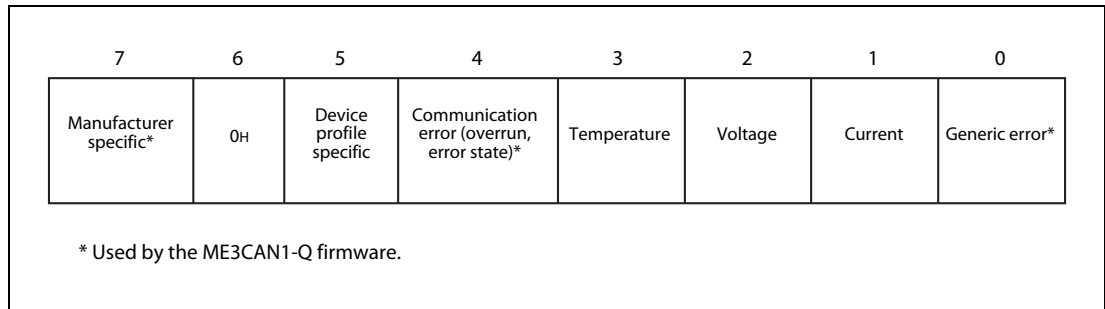 7 6 5 4 3 2 1 0
Manufacturer
specific*
0H
Device
profile
specific
Communication
error (overrun,
error state)*
Temperature
Voltage
Current
Generic error*
* Used by the ME3CAN1-Q firmware.